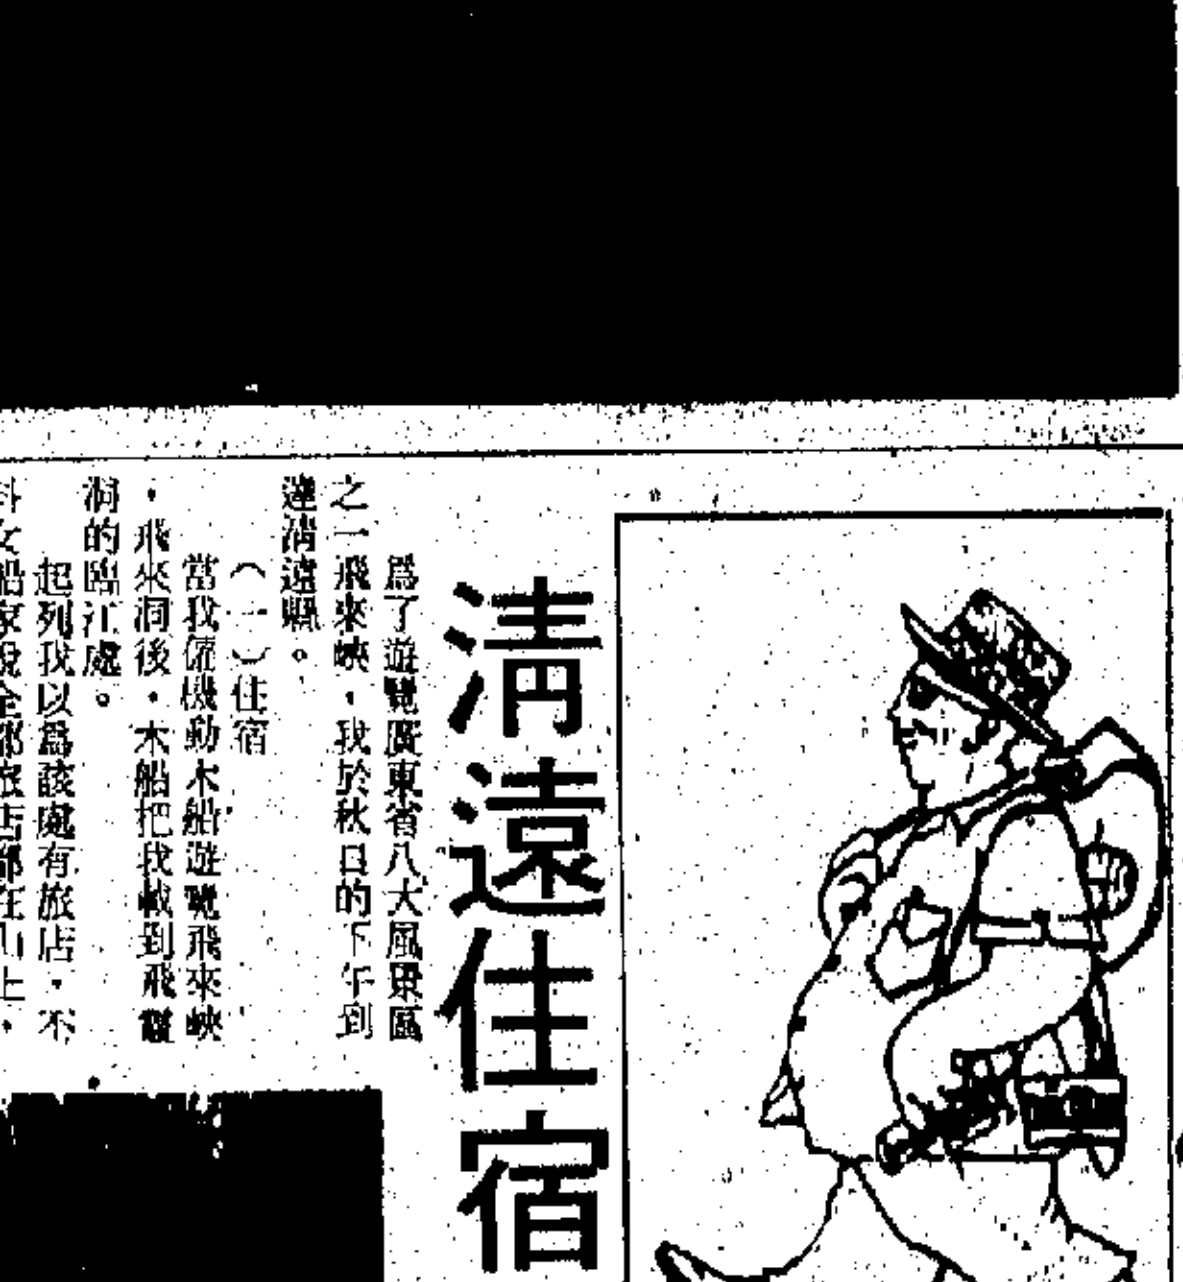 清遠住宿
爲了遊覽廣東省八大風景區
之一飛來峽，我於秋日的下午到
達清遠縣。
（一）住宿
當我僱機動木船遊覽飛來峽
，飛來洞後，木船把我載到飛霞
洞的臨江處。
起列我以爲該處有旅店，不
料女船家說全部旅店都在山上，